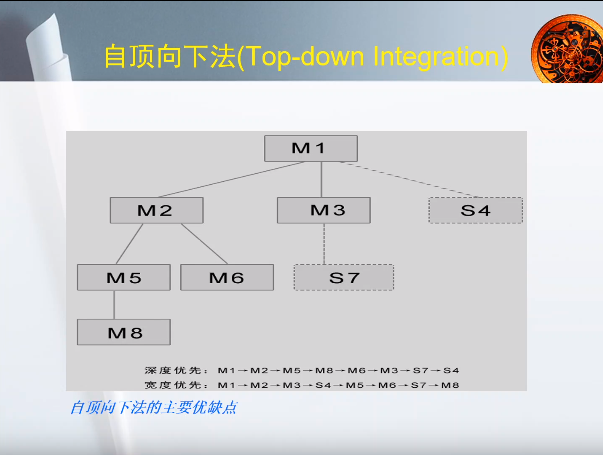 自顶向下法(Top-down Integration)
M1
M2
M3
S4
M5
M6
S7
M8
深度优先：M1→M2→M5→M8→M6→M3→S7→S4
宽度优先：M1→M2→M3→S4→M5→M6→S7→M8
自顶向下法的主要优缺点